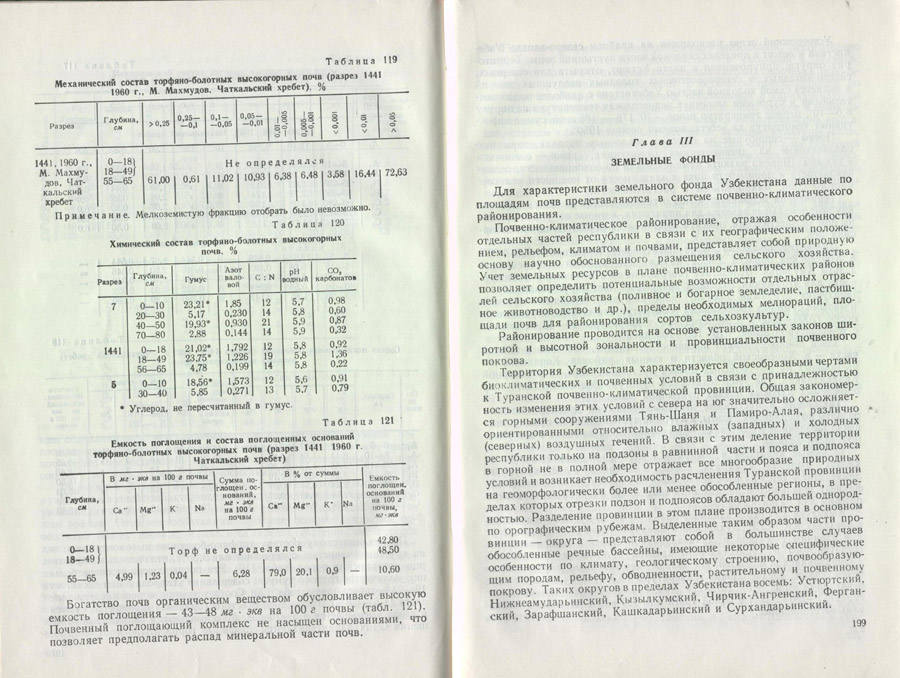 Таблица 119
Механический состав торфяно-болотных высокогорных почв (разрез 1441
1960 г., М. Махмудов. Чаткальский хребет), %
Разрез | Глубина, см | >0,25 | 0,25—0,1 | 0,1—0,05 | 0,05—0,01 | 0,01—0,005 | 0,005—0,001 | <0,001 | <0,01 | >0,05
1441, 1960 г., 0—18
М. Махму- 18—49 Не определялся
дов, Чат- 55—65 61,00 0,61 11,02 10,93 6,38 6,48 3,58 16,44 72,63
кальский
хребет
Примечание. Мелкоземистую фракцию отобрать было невозможно.
Таблица 120
Химический состав торфяно-болотных высокогорных
почв, %
Разрез | Глубина, см | Гумус | Азот вало-вой | C : N | pH водный | CO₂ карбонатов
7 0—10 23,21* 1,85 12 5,7 0,98
20—30 5,17 0,230 14 5,8 0,60
40—50 19,93* 0,930 21 5,9 0,87
70—80 2,88 0,144 14 5,9 0,32
1441 0—18 21,02* 1,792 12 5,8 0,92
18—49 23,75* 1,226 19 5,8 1,36
56—65 4,78 0,199 14 5,8 0,22
5 0—10 18,56* 1,573 12 5,6 0,91
30—40 5,85 0,271 13 5,7 0,79
* Углерод, не пересчитанный в гумус.
Таблица 121
Емкость поглощения и состав поглощенных оснований
торфяно-болотных высокогорных почв (разрез 1441 1960 г.
Чаткальский хребет)
Глубина, см | В мг · экв на 100 г почвы | Сумма по-глощен. ос-нований, мг · экв на 100 г почвы | В % от суммы | Емкость поглощен. оснований на 100 г почвы, мг·экв
Ca·· | Mg·· | K· | Na | Ca·· | Mg·· | K· | Na
0—18 42,80
18—49 Торф не определялся 48,50
55—65 4,99 1,23 0,04 — 6,28 79,0 20,1 0,9 — 10,60
Богатство почв органическим веществом обусловливает высокую
емкость поглощения — 43—48 мг · экв на 100 г почвы (табл. 121).
Почвенный поглощающий комплекс не насыщен основаниями, что
позволяет предполагать распад минеральной части почв.
Глава III
ЗЕМЕЛЬНЫЕ ФОНДЫ
Для характеристики земельного фонда Узбекистана данные по
площадям почв представляются в системе почвенно-климатического
районирования.
Почвенно-климатическое районирование, отражая особенности
отдельных частей республики в связи с их географическим положе-
нием, рельефом, климатом и почвами, представляет собой природную
основу научно обоснованного размещения сельского хозяйства.
Учет земельных ресурсов в плане почвенно-климатических районов
позволяет определить потенциальные возможности отдельных отрас-
лей сельского хозяйства (поливное и богарное земледелие, пастбищ-
ное животноводство и др.), пределы необходимых мелиораций, пло-
щади почв для районирования сортов сельхозкультур.
Районирование проводится на основе установленных законов ши-
ротной и высотной зональности и провинциальности почвенного
покрова.
Территория Узбекистана характеризуется своеобразными чертами
биоклиматических и почвенных условий в связи с принадлежностью
к Туранской почвенно-климатической провинции. Общая закономер-
ность изменения этих условий с севера на юг значительно осложняет-
ся горными сооружениями Тянь-Шаня и Памиро-Алая, различно
ориентированными относительно влажных (западных) и холодных
(северных) воздушных течений. В связи с этим деление территории
республики только на подзоны в равнинной части и пояса и подпояса
в горной не в полной мере отражает все многообразие природных
условий и возникает необходимость расчленения Туранской провинции
на геоморфологически более или менее обособленные регионы, в пре-
делах которых отрезки подзон и подпоясов обладают большей однород-
ностью. Разделение провинции в этом плане производится в основном
по орографическим рубежам. Выделенные таким образом части про-
винции — округа — представляют собой в большинстве случаев
обособленные речные бассейны, имеющие некоторые специфические
особенности по климату, геологическому строению, почвообразую-
щим породам, рельефу, обводненности, растительному и почвенному
покрову. Таких округов в пределах Узбекистана восемь: Устюртский,
Нижнеамударьинский, Кызылкумский, Чирчик-Ангренский, Ферган-
ский, Зарафшанский, Кашкадарьинский и Сурхандарьинский.
199